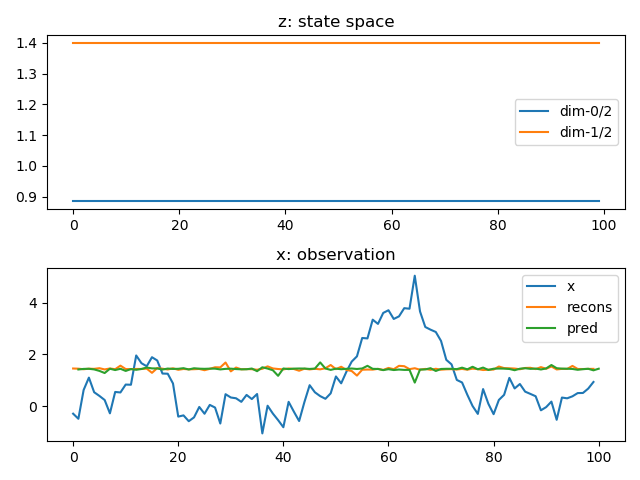 z: state space
1.4
1.3
1.2
1.1
1.0
0.9
dim-0/2
dim-1/2
0 20 40 60 80 100
x: observation
4
2
0
x
recons
pred
0 20 40 60 80 100